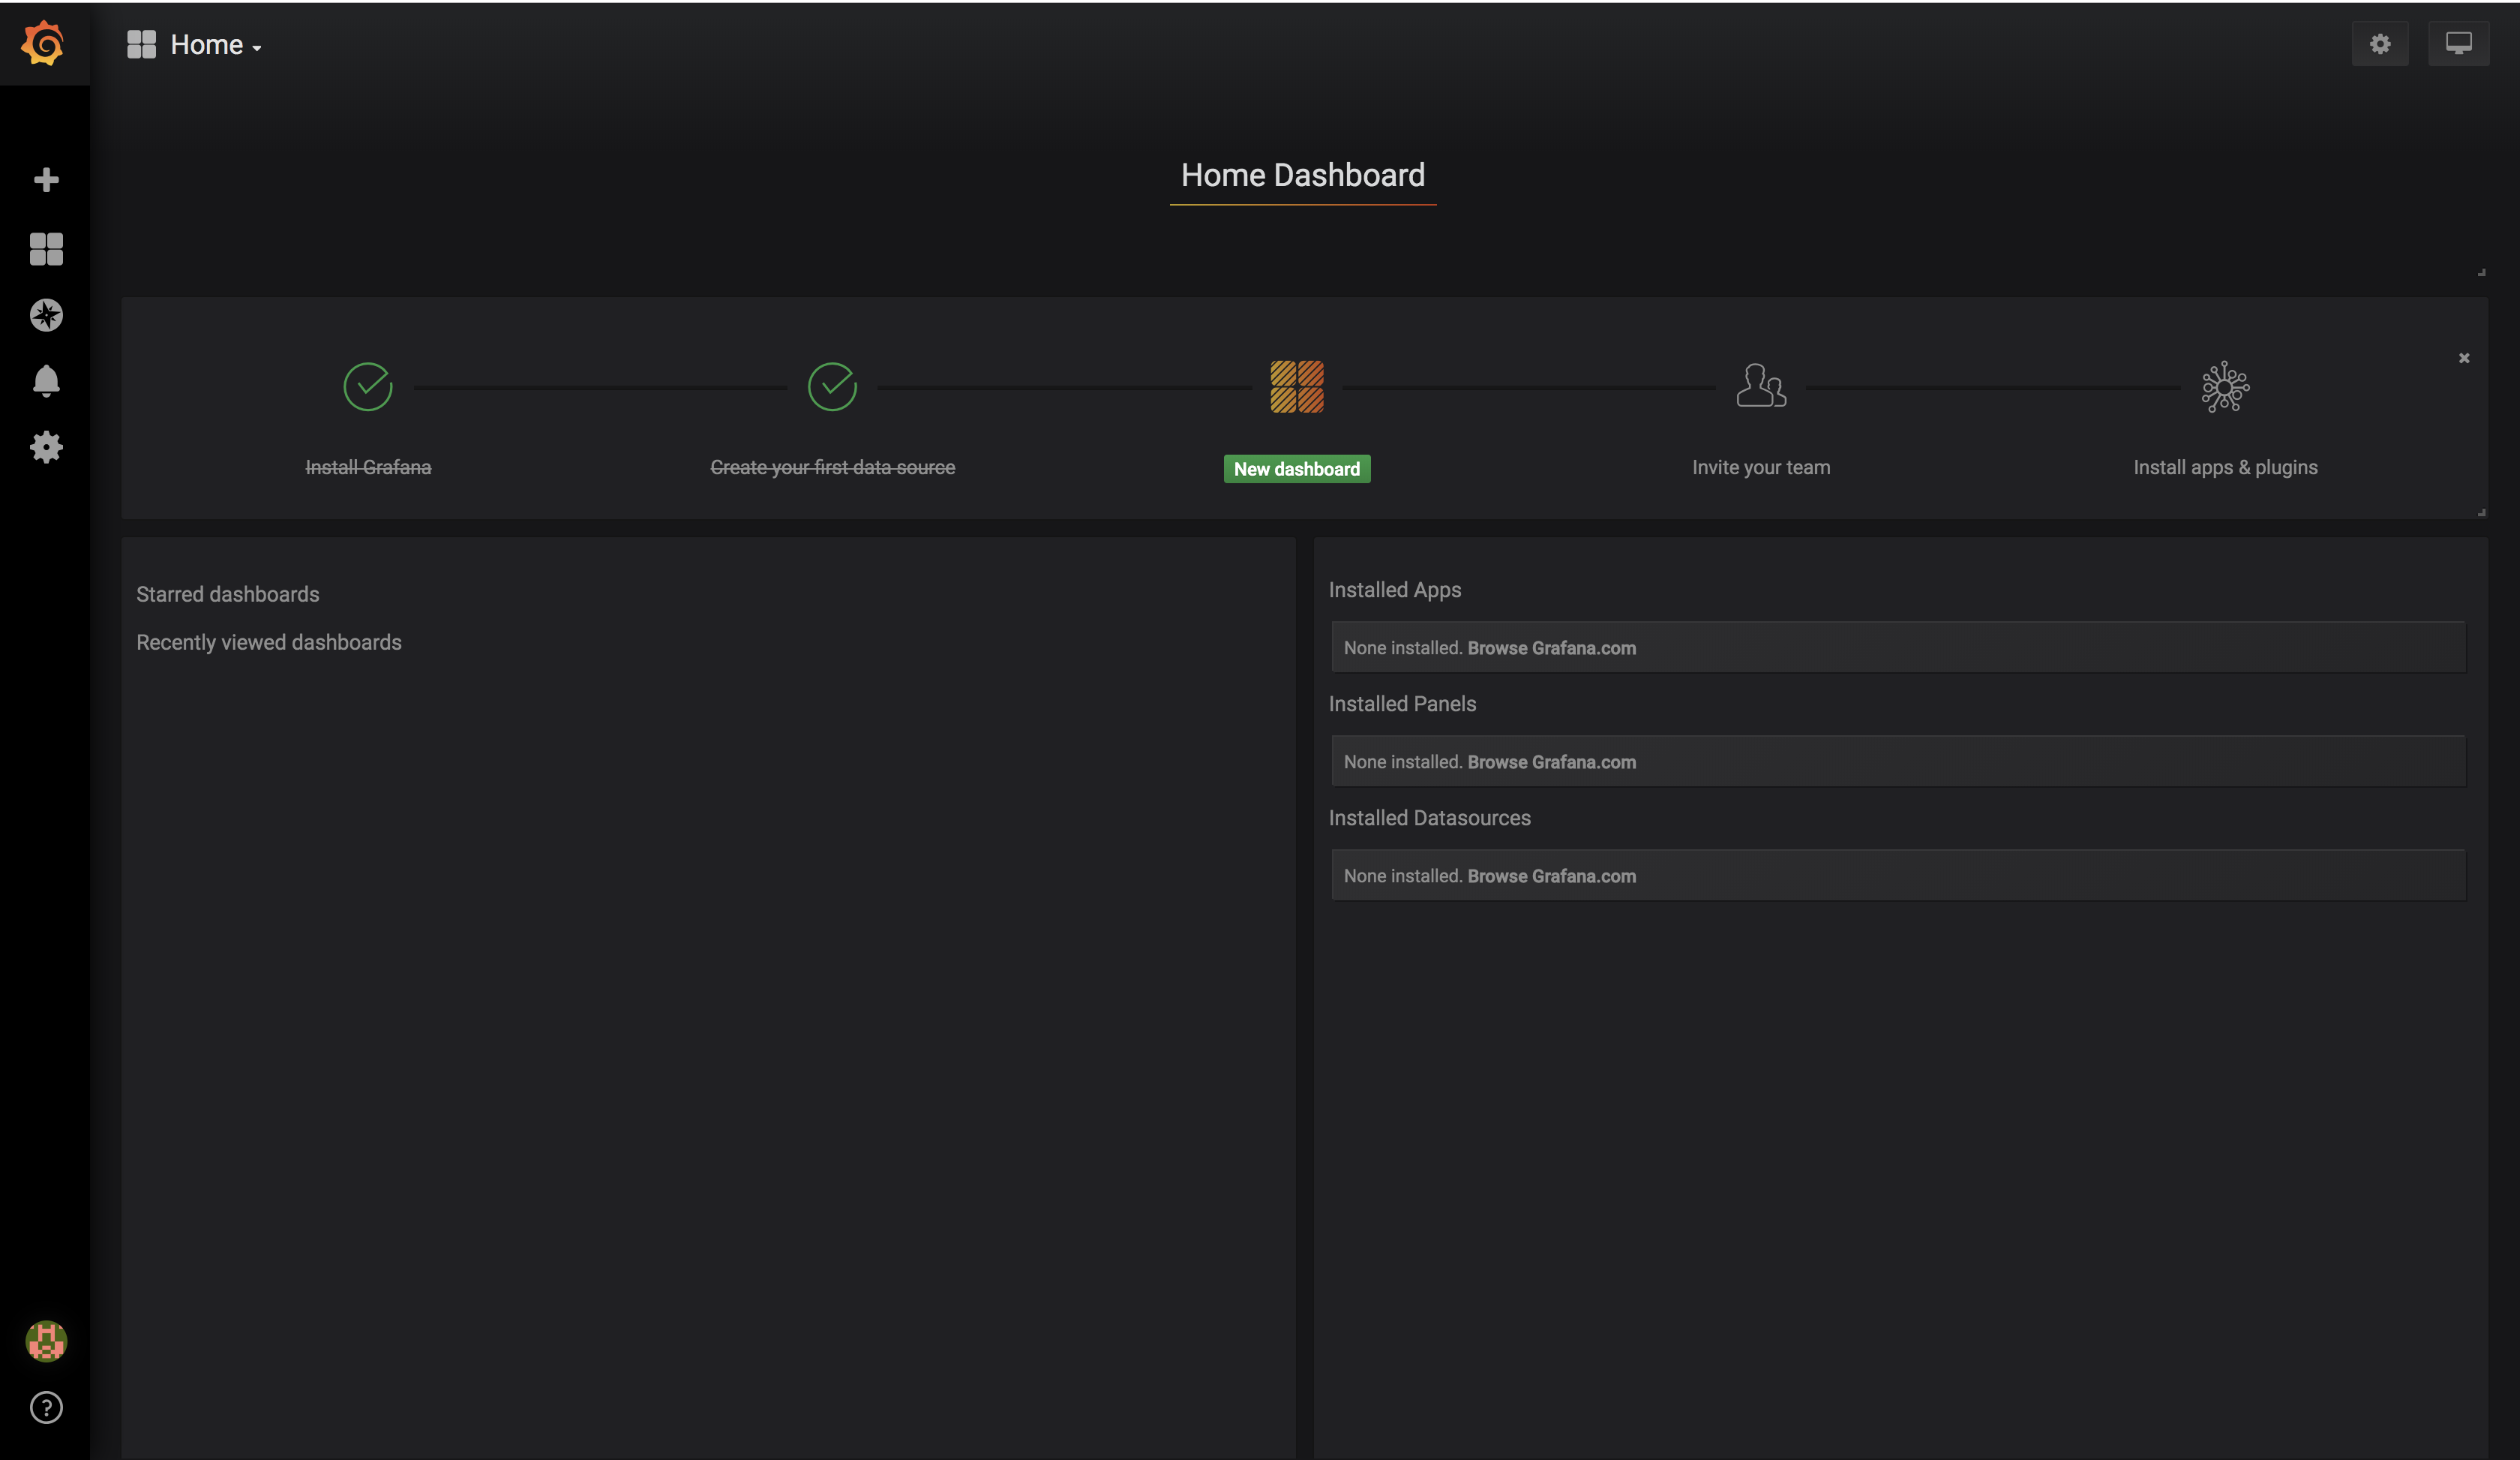 Home
Home Dashboard
Install Grafana
Create your first data source
New dashboard
Invite your team
Install apps & plugins
Starred dashboards
Recently viewed dashboards
Installed Apps
None installed. Browse Grafana.com
Installed Panels
None installed. Browse Grafana.com
Installed Datasources
None installed. Browse Grafana.com